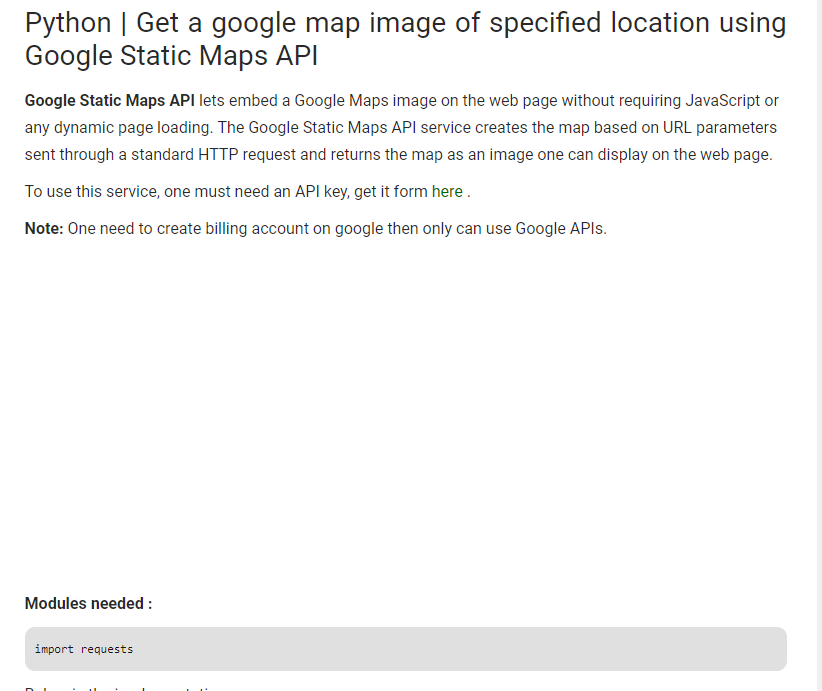 Python | Get a google map image of specified location using
Google Static Maps API
Google Static Maps API lets embed a Google Maps image on the web page without requiring JavaScript or
any dynamic page loading. The Google Static Maps API service creates the map based on URL parameters
sent through a standard HTTP request and returns the map as an image one can display on the web page.
To use this service, one must need an API key, get it form here .
Note: One need to create billing account on google then only can use Google APIs.
Modules needed :
import requests